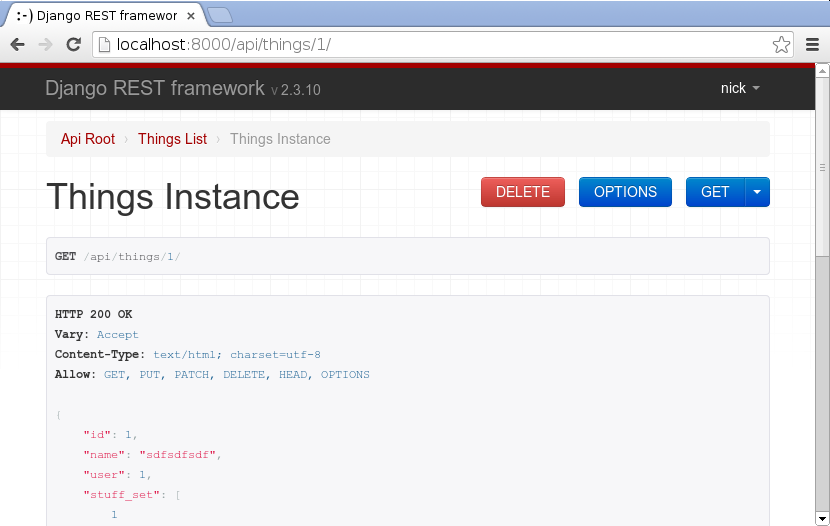 :-) Django REST framewor ×
localhost:8000/api/things/1/
Django REST framework v 2.3.10
nick
Api Root › Things List › Things Instance
Things Instance
DELETE OPTIONS GET
GET /api/things/1/
HTTP 200 OK
Vary: Accept
Content-Type: text/html; charset=utf-8
Allow: GET, PUT, PATCH, DELETE, HEAD, OPTIONS
{
"id": 1,
"name": "sdfsdfsdf",
"user": 1,
"stuff_set": [
1